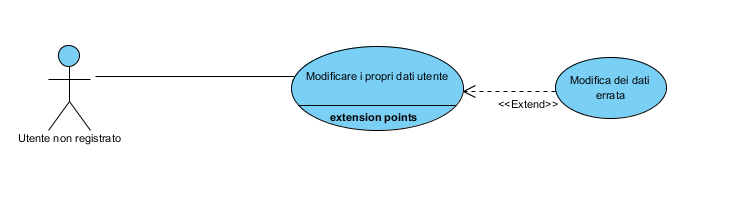 Utente non registrato
Modificare i propri dati utente
extension points
<<Extend>>
Modifica dei dati
errata